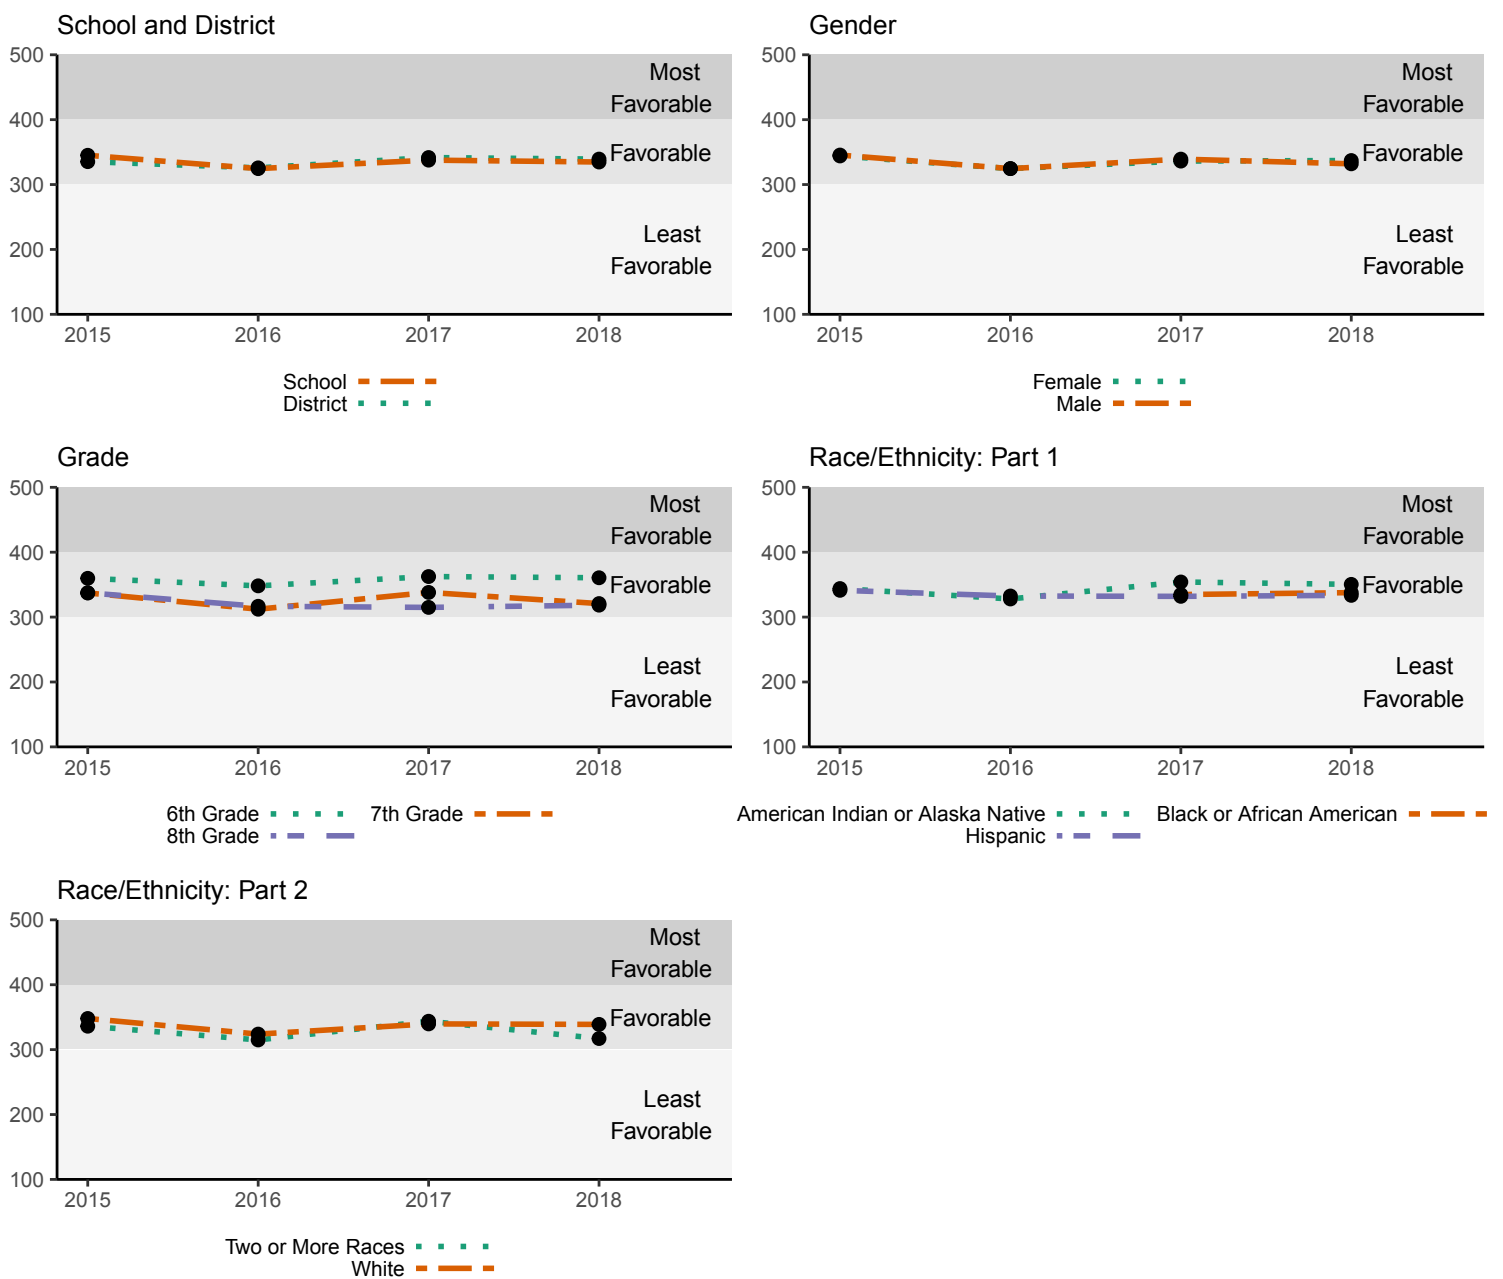 School and District
500
400
300
200
100
Most
Favorable
Favorable
Least
Favorable
2015 2016 2017 2018
School
District
Gender
500
400
300
200
100
Most
Favorable
Favorable
Least
Favorable
2015 2016 2017 2018
Female
Male
Grade
500
400
300
200
100
Most
Favorable
Favorable
Least
Favorable
2015 2016 2017 2018
6th Grade 7th Grade
8th Grade
Race/Ethnicity: Part 1
500
400
300
200
100
Most
Favorable
Favorable
Least
Favorable
2015 2016 2017 2018
American Indian or Alaska Native Black or African American
Hispanic
Race/Ethnicity: Part 2
500
400
300
200
100
Most
Favorable
Favorable
Least
Favorable
2015 2016 2017 2018
Two or More Races
White